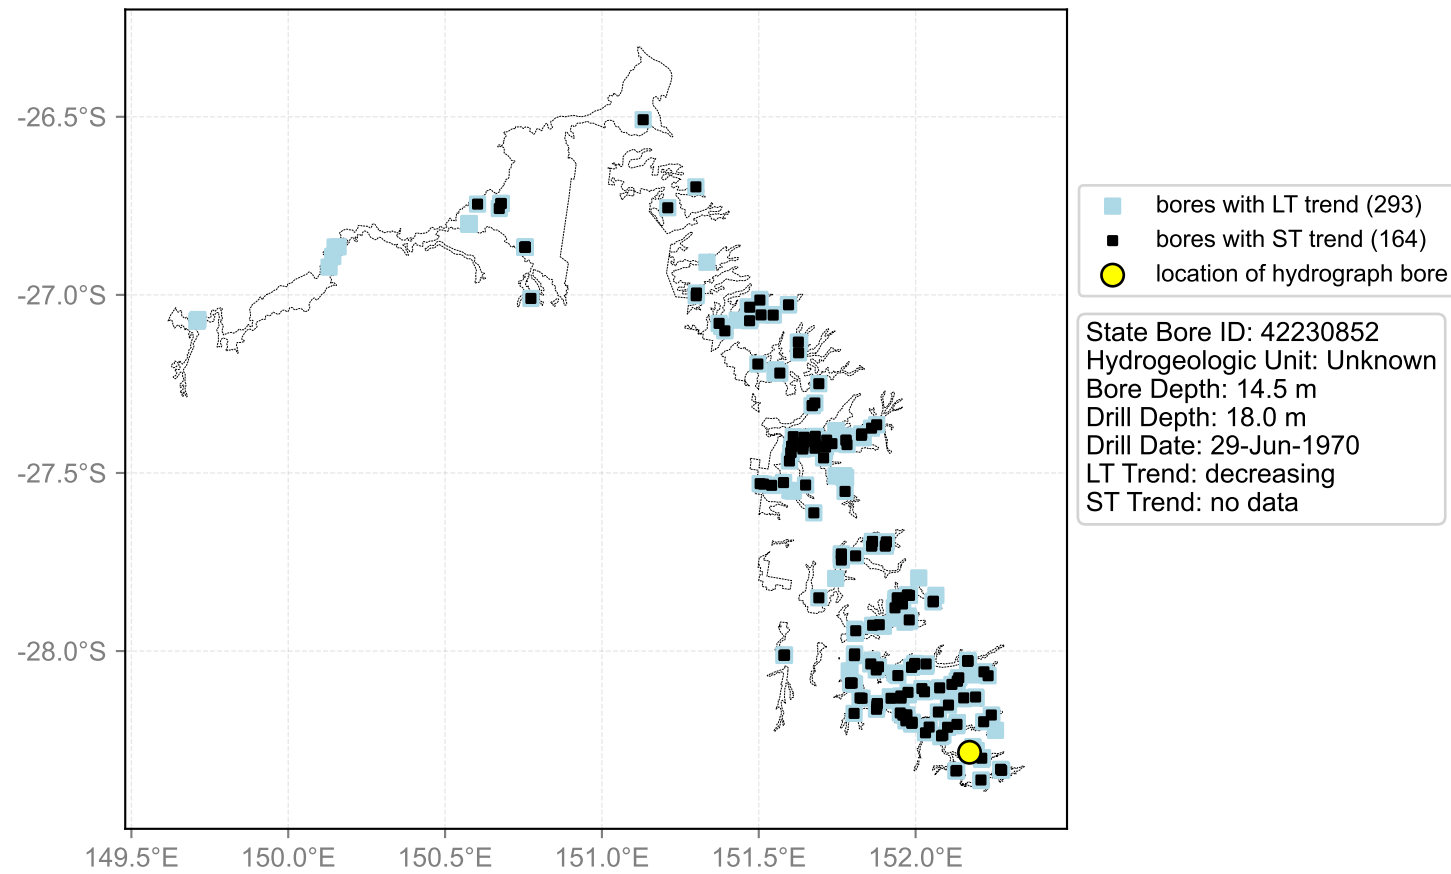 -26.5°S
-27.0°S
-27.5°S
-28.0°S
149.5°E 150.0°E 150.5°E 151.0°E 151.5°E 152.0°E
bores with LT trend (293)
bores with ST trend (164)
location of hydrograph bore
State Bore ID: 42230852
Hydrogeologic Unit: Unknown
Bore Depth: 14.5 m
Drill Depth: 18.0 m
Drill Date: 29-Jun-1970
LT Trend: decreasing
ST Trend: no data